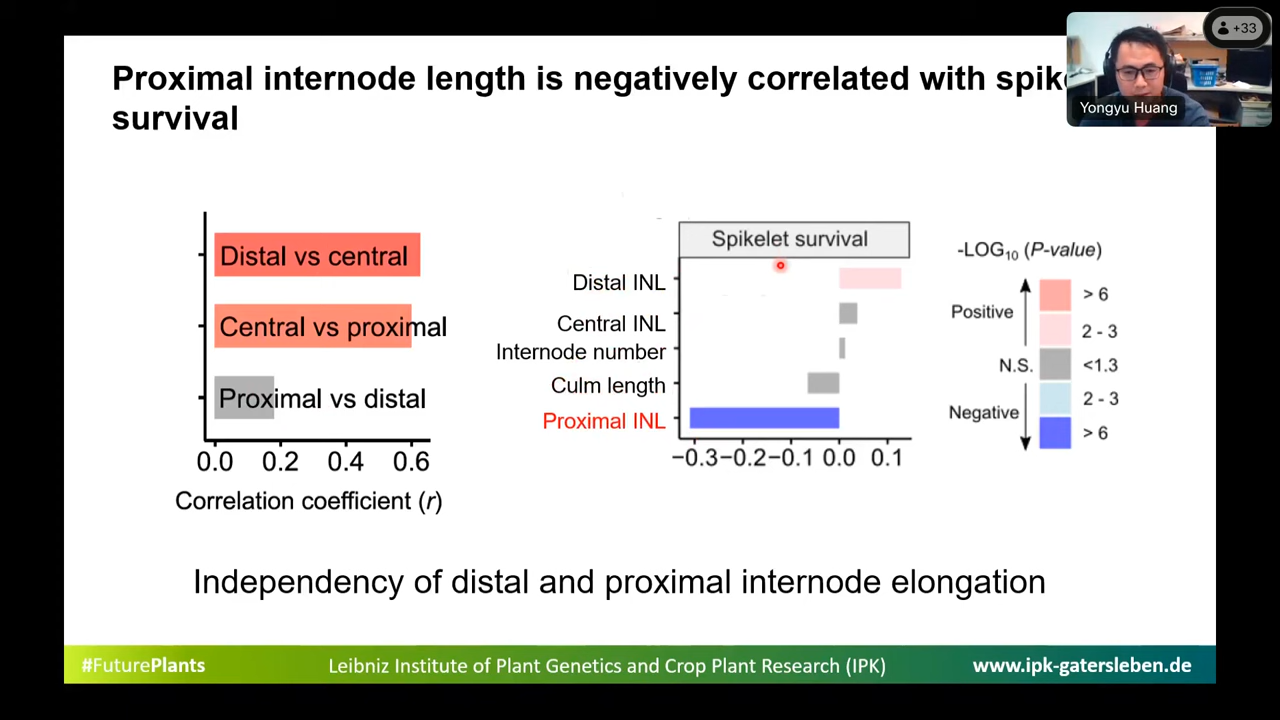 Proximal internode length is negatively correlated with
survival
+33
Yongyu Huang
Distal vs central
Central vs proximal
Proximal vs distal
0.0 0.2 0.4 0.6
Correlation coefficient (r)
Spikelet survival
Distal INL
Central INL
Internode number
Culm length
Proximal INL
−0.3−0.2−0.1 0.0 0.1
-LOG10 (P-value)
Positive
N.S.
Negative
> 6
2 - 3
<1.3
2 - 3
> 6
Independency of distal and proximal internode elongation
#FuturePlants
Leibniz Institute of Plant Genetics and Crop Plant Research (IPK)
www.ipk-gatersleben.de